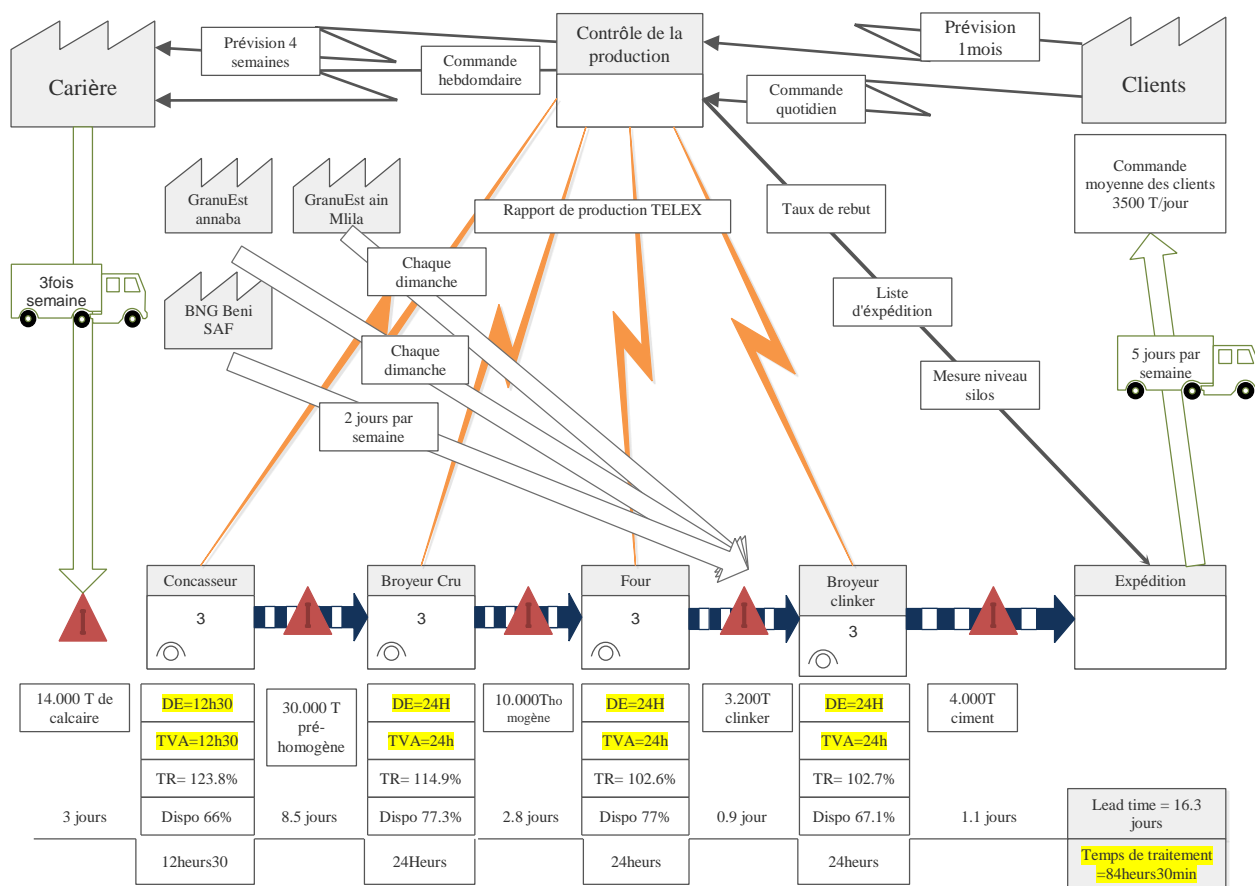 Carière
Prévision 4
semaines
Commande
hebdomdaire
Contrôle de la
production
Prévision
1mois
Commande
quotidien
Clients
Commande
moyenne des clients
3500 T/jour
GranuEst
annaba
GranuEst ain
Mlila
BNG Beni
SAF
Rapport de production TELEX
Taux de rebut
Liste
d'éxpédition
Mesure niveau
silos
3fois
semaine
Chaque
dimanche
Chaque
dimanche
2 jours par
semaine
5 jours par
semaine
Concasseur
3
Broyeur Cru
3
Four
3
Broyeur
clinker
3
Expédition
I
I
I
I
I
14.000 T de
calcaire
DE=12h30
TVA=12h30
TR= 123.8%
Dispo 66%
30.000 T
pré-
homogène
DE=24H
TVA=24h
TR= 114.9%
Dispo 77.3%
10.000Tho
mogène
DE=24H
TVA=24h
TR= 102.6%
Dispo 77%
3.200T
clinker
DE=24H
TVA=24h
TR= 102.7%
Dispo 67.1%
4.000T
ciment
3 jours
12heurs30
8.5 jours
24Heurs
2.8 jours
24heurs
0.9 jour
24heurs
1.1 jours
Lead time = 16.3
jours
Temps de traitement
=84heurs30min